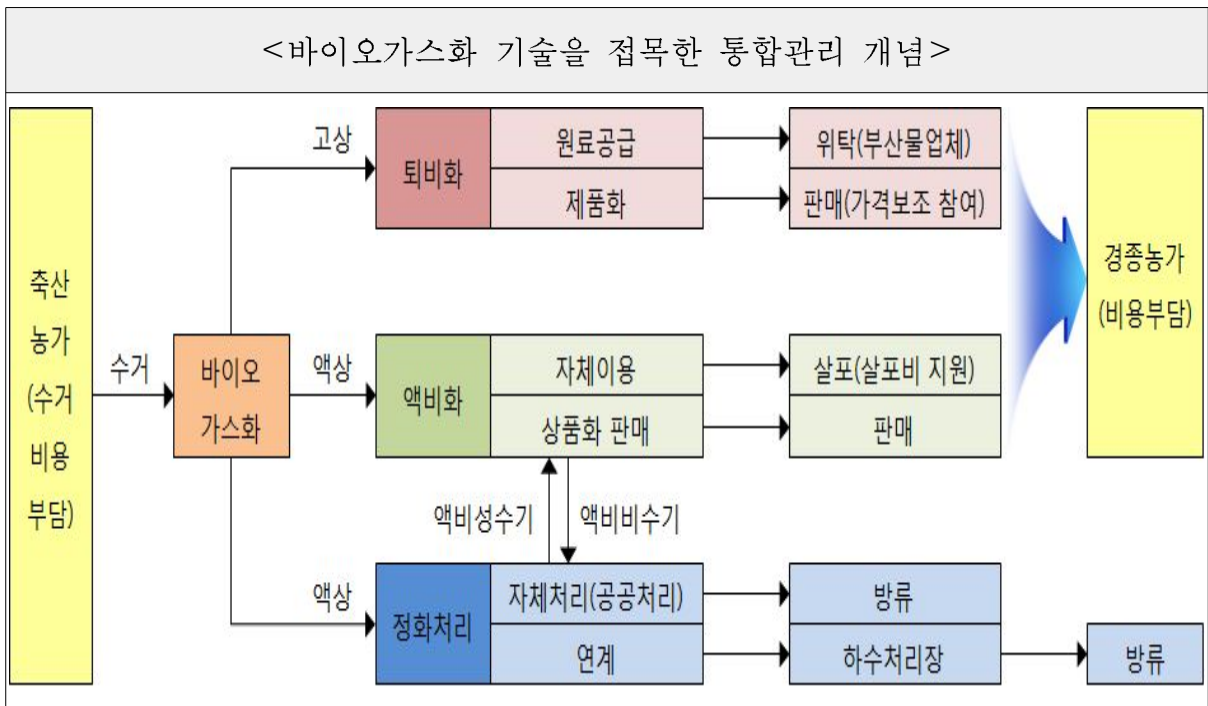 <바이오가스화 기술을 접목한 통합관리 개념>
축산
농가
(수거
비용
부담)
수거
바이오
가스화
고상
퇴비화
원료공급
위탁(부산물업체)
제품화
판매(가격보조 참여)
경종농가
(비용부담)
액상
액비화
자체이용
살포(살포비 지원)
상품화 판매
판매
액비성수기
액비비수기
액상
정화처리
자체처리(공공처리)
방류
연계
하수처리장
방류